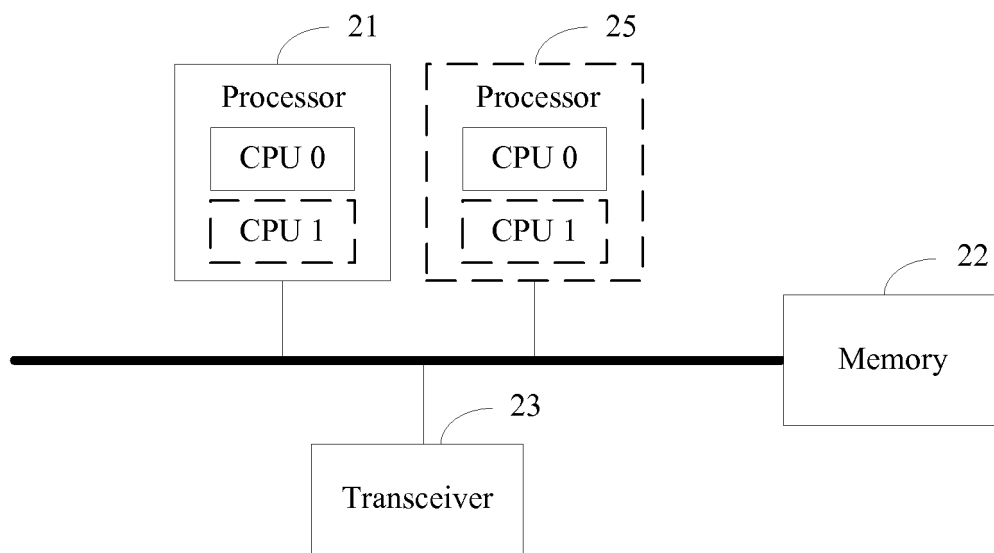 21
25
Processor
Processor
CPU 0
CPU 0
CPU 1
CPU 1
22
Memory
23
Transceiver